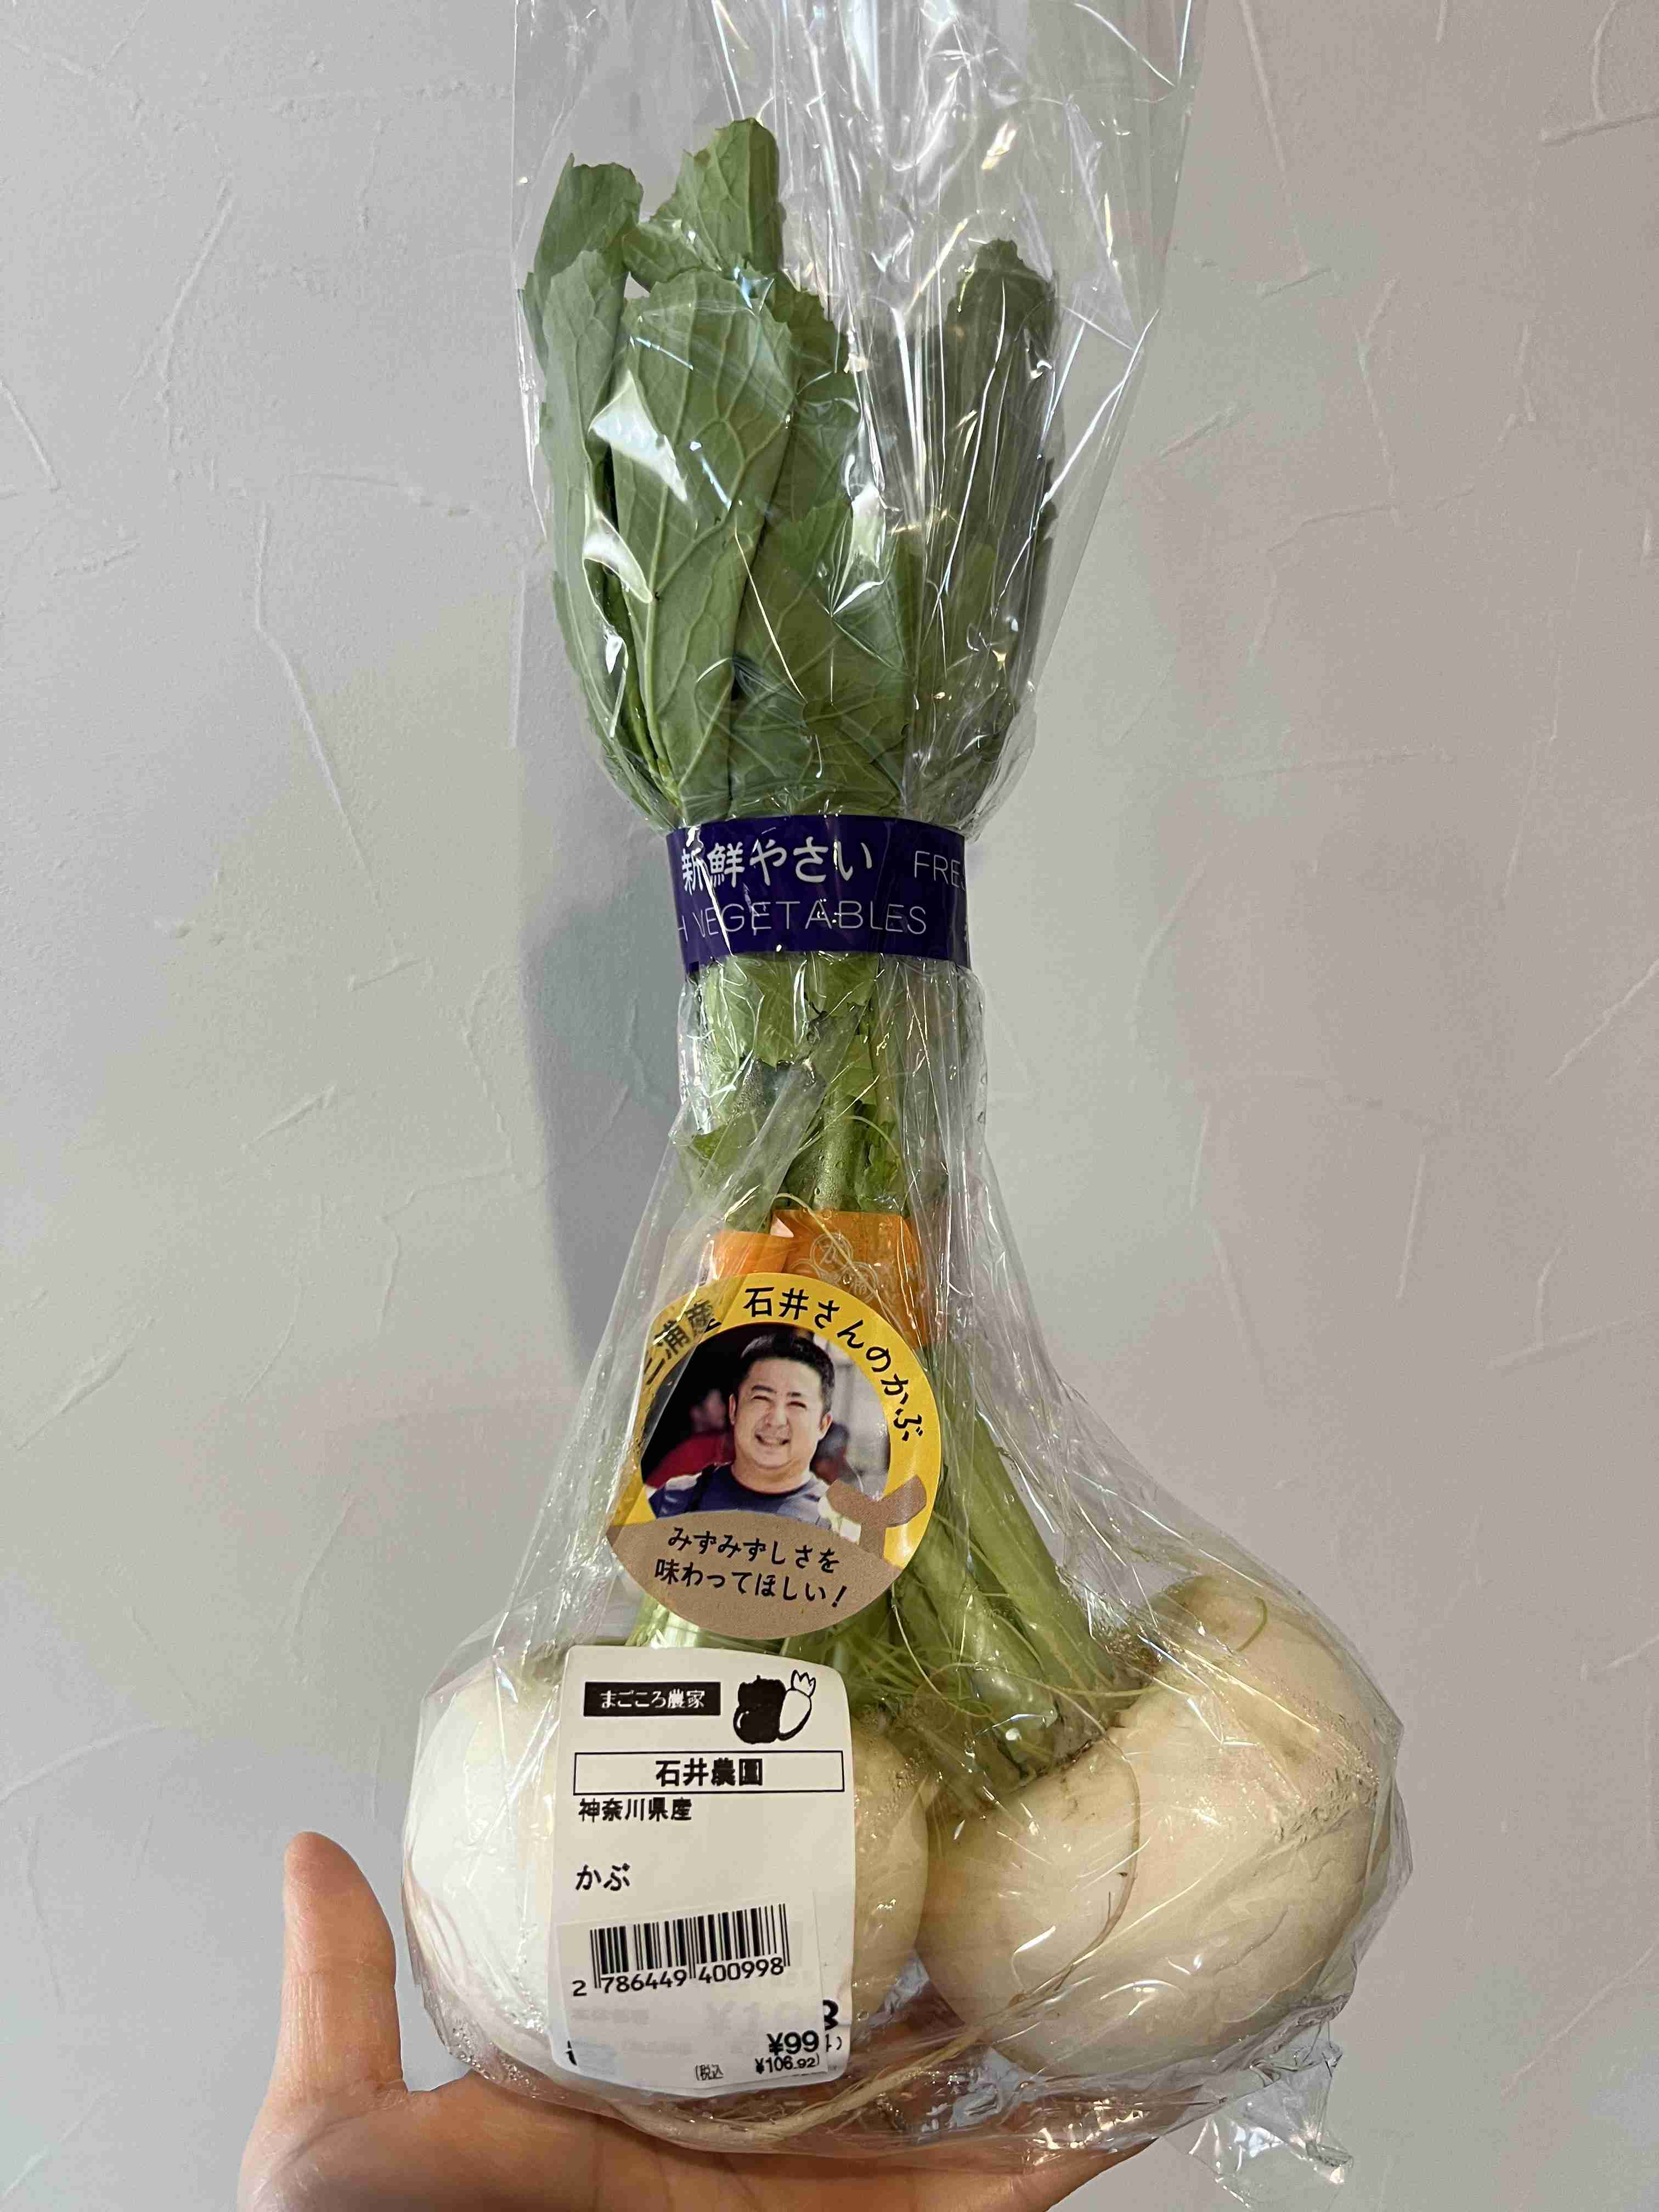 新鮮やさい FRES
H VEGETABLES
三浦産 石井さんのかぶ
みずみずしさを
味わってほしい！
まごころ農家
石井農園
神奈川県産
かぶ
2 786449 400998
¥99
(税込 ¥106.92)